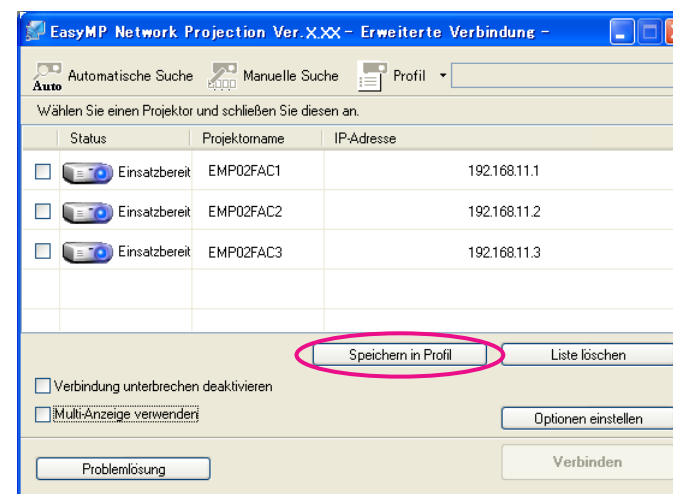 EasyMP Network Projection Ver.X.XX - Erweiterte Verbindung -
Auto Automatische Suche Manuelle Suche Profil
Wählen Sie einen Projektor und schließen Sie diesen an.
Status Projektorname IP-Adresse
Einsatzbereit EMP02FAC1 192.168.11.1
Einsatzbereit EMP02FAC2 192.168.11.2
Einsatzbereit EMP02FAC3 192.168.11.3
Speichern in Profil Liste löschen
Verbindung unterbrechen deaktivieren
Multi-Anzeige verwenden Optionen einstellen
Problemlösung Verbinden